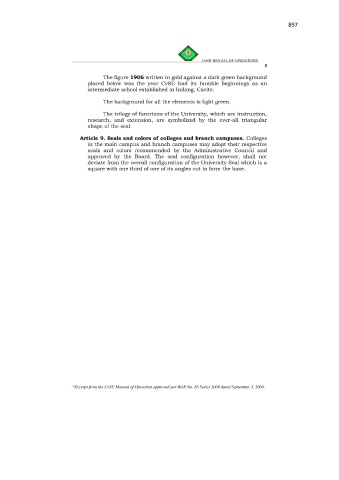 897
CvSU MANUAL OF OPERATIONS
8
The figure 1906 written in gold against a dark green background
placed below was the year CvSU had its humble beginnings as an
intermediate school established in Indang, Cavite.
The background for all the elements is light green.
The trilogy of functions of the University, which are instruction,
research, and extension, are symbolized by the over-all triangular
shape of the seal.
Article 9. Seals and colors of colleges and branch campuses. Colleges
in the main campus and branch campuses may adopt their respective
seals and colors recommended by the Administrative Council and
approved by the Board. The seal configuration however, shall not
deviate from the overall configuration of the University Seal which is a
square with one third of one of its angles cut to form the base.
*Excerpt from the CvSU Manual of Operation approved per BOR No. 85 Series 2008 dated September 3, 2008.